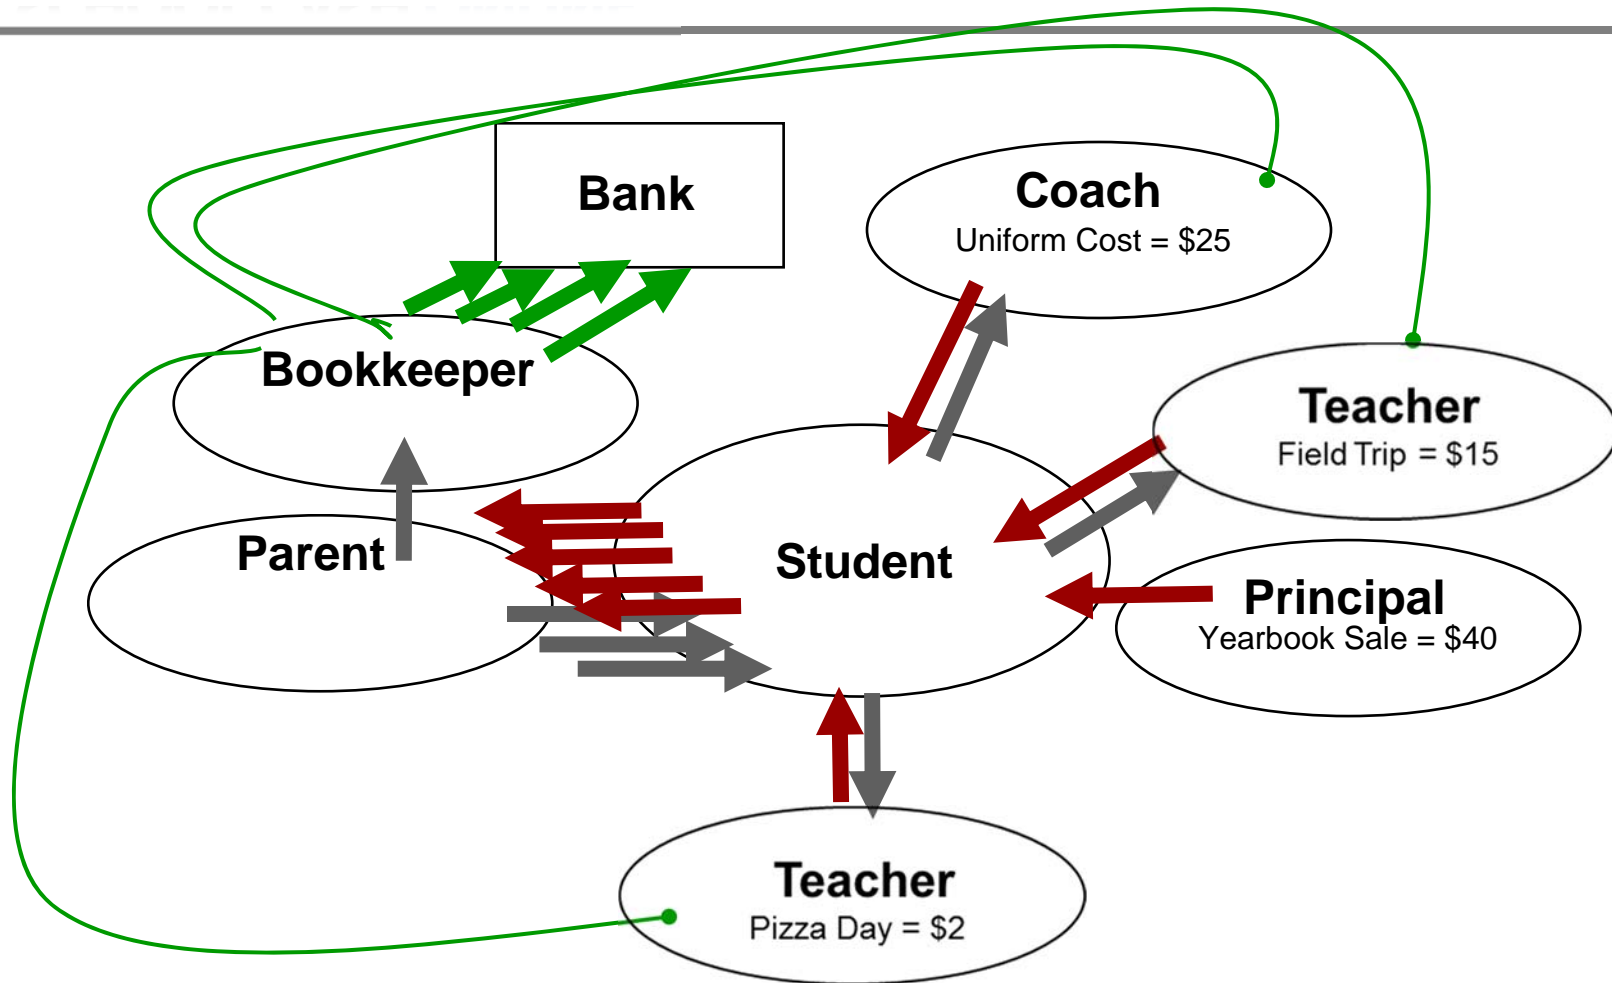 Bank
Coach
Uniform Cost = $25
Bookkeeper
Teacher
Field Trip = $15
Parent
Student
Principal
Yearbook Sale = $40
Teacher
Pizza Day = $2